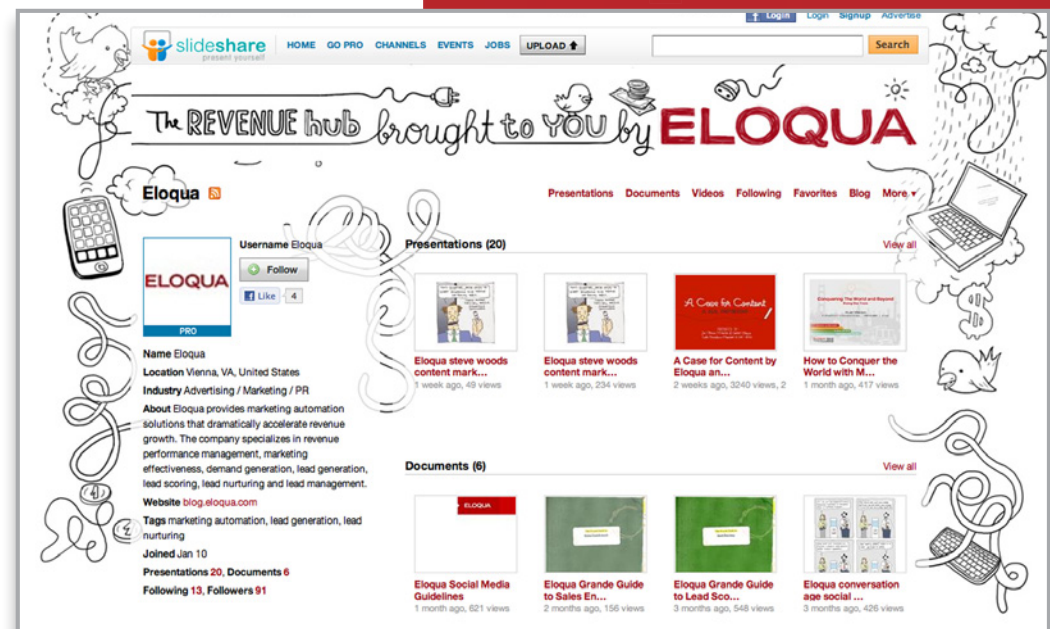 Login Login Signup Advertise
slideshare
present yourself
HOME GO PRO CHANNELS EVENTS JOBS UPLOAD Search
The REVENUE hub brought to YOU by ELOQUA
Eloqua
Presentations Documents Videos Following Favorites Blog More
ELOQUA
PRO
Username Eloqua
Follow
Like 4
Name Eloqua
Location Vienna, VA, United States
Industry Advertising / Marketing / PR
About Eloqua provides marketing automation
solutions that dramatically accelerate revenue
growth. The company specializes in revenue
performance management, marketing
effectiveness, demand generation, lead generation,
lead scoring, lead nurturing and lead management.
Website blog.eloqua.com
Tags marketing automation, lead generation, lead
nurturing
Joined Jan 10
Presentations 20, Documents 6
Following 13, Followers 91
Presentations (20) View all
A Case for Content
Conquering The World and Beyond
Eloqua steve woods
content mark...
1 week ago, 49 views
Eloqua steve woods
content mark...
1 week ago, 234 views
A Case for Content by
Eloqua an...
2 weeks ago, 3240 views, 2
How to Conquer the
World with M...
1 month ago, 417 views
Documents (6) View all
ELOQUA
Eloqua Social Media
Guidelines
1 month ago, 621 views
Eloqua Grande Guide
to Sales En...
2 months ago, 156 views
Eloqua Grande Guide
to Lead Sco...
3 months ago, 548 views
Eloqua conversation
age social ...
3 months ago, 426 views